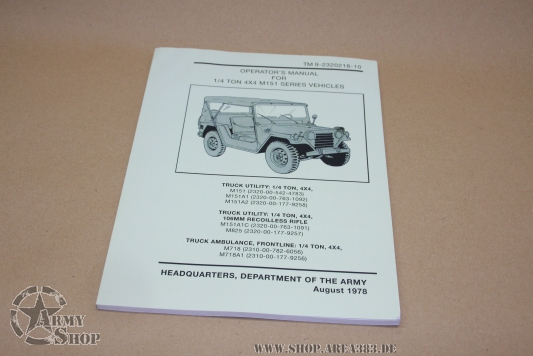 TM 9-2320218-10
OPERATOR'S MANUAL
FOR
1/4 TON 4X4 M151 SERIES VEHICLES
TRUCK UTILITY: 1/4 TON, 4X4,
M151 (2320-00-542-4783)
M151A1 (2320-00-763-1092)
M151A2 (2320-00-177-9258)
TRUCK UTILITY: 1/4 TON, 4X4,
106MM RECOILLESS RIFLE
M151A1C (2320-00-763-1091)
M825 (2320-00-177-9257)
TRUCK AMBULANCE, FRONTLINE: 1/4 TON, 4X4,
M718 (2310-00-782-6056)
M718A1 (2310-00-177-9256)
HEADQUARTERS, DEPARTMENT OF THE ARMY
August 1978
ARMY
SHOP
WWW.SHOP.AREA383.DE